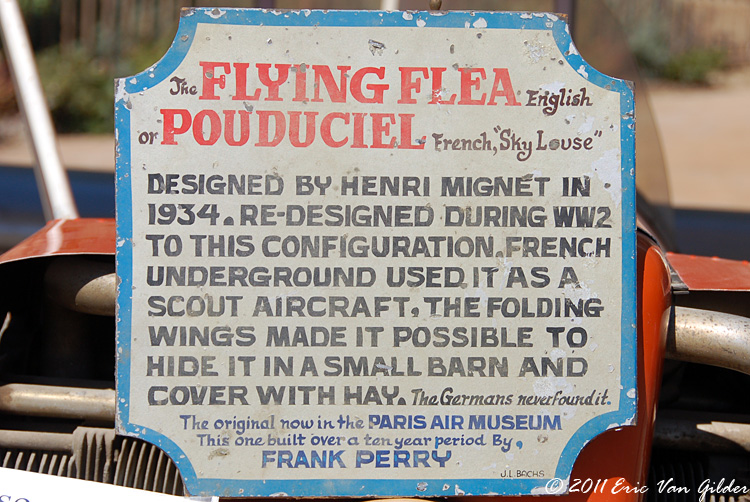 The FLYING FLEA English
or POUDUCIEL French, "Sky Louse"
DESIGNED BY HENRI MIGNET IN
1934. RE-DESIGNED DURING WW2
TO THIS CONFIGURATION. FRENCH
UNDERGROUND USED IT AS A
SCOUT AIRCRAFT. THE FOLDING
WINGS MADE IT POSSIBLE TO
HIDE IT IN A SMALL BARN AND
COVER WITH HAY. The Germans never found it.
The original now in the PARIS AIR MUSEUM
This one built over a ten year period By,
FRANK PERRY
J.L. BACHS
© 2011 Eric Van Gilder